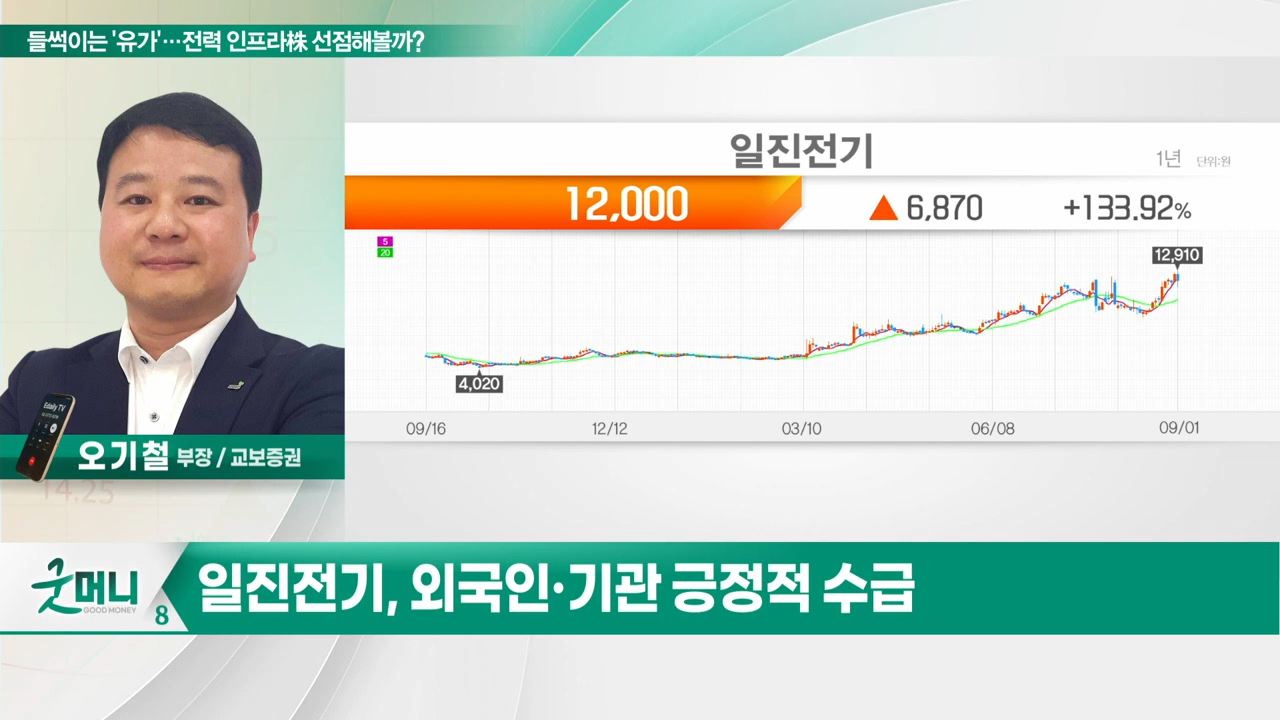 들썩이는 '유가'…전력 인프라株 선점해볼까?
일진전기
1년 단위:원
12,000
▲ 6,870
+133.92%
5
20
12,910
4,020
09/16
12/12
03/10
06/08
09/01
Edaily TV
오기철 부장 / 교보증권
14.25
굿머니
GOOD MONEY
8
일진전기, 외국인·기관 긍정적 수급